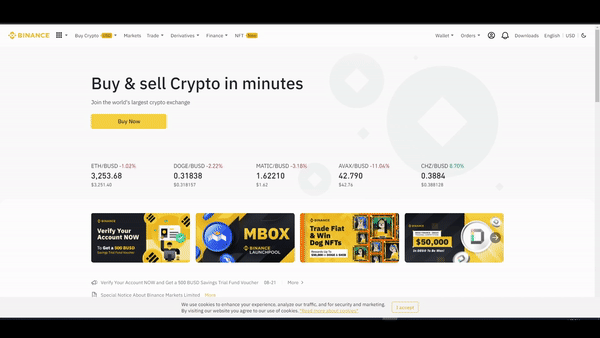 BINANCE
Buy Crypto Markets Trade Derivatives Finance NFT
Wallet Orders Downloads English USD
Buy & sell Crypto in minutes
Join the world's largest crypto exchange
Buy Now
ETH/BUSD -1.02% DOGE/BUSD -2.22% MATIC/BUSD -3.18% AVAX/BUSD -11.06% CHZ/BUSD 0.70%
3,253.68 0.31838 1.62210 42.790 0.3884
$3,251.40 $0.318157 $1.62 $42.76 $0.388128
Verify Your
Account NOW
To Get a 500 BUSD
Savings Trial Fund Voucher
MBOX
BINANCE
LAUNCHPOOL
BINANCE
Trade Fiat
& Win
Dog NFTs
BINANCE
$50,000
Verify Your Account NOW and Get a 500 BUSD Savings Trial Fund Voucher 08-21 More
Special Notice About Binance Markets Limited More
We use cookies to enhance your experience, analyze our traffic, and for security and marketing.
By visiting our website you agree to our use of cookies. "Read more about cookies"
I accept